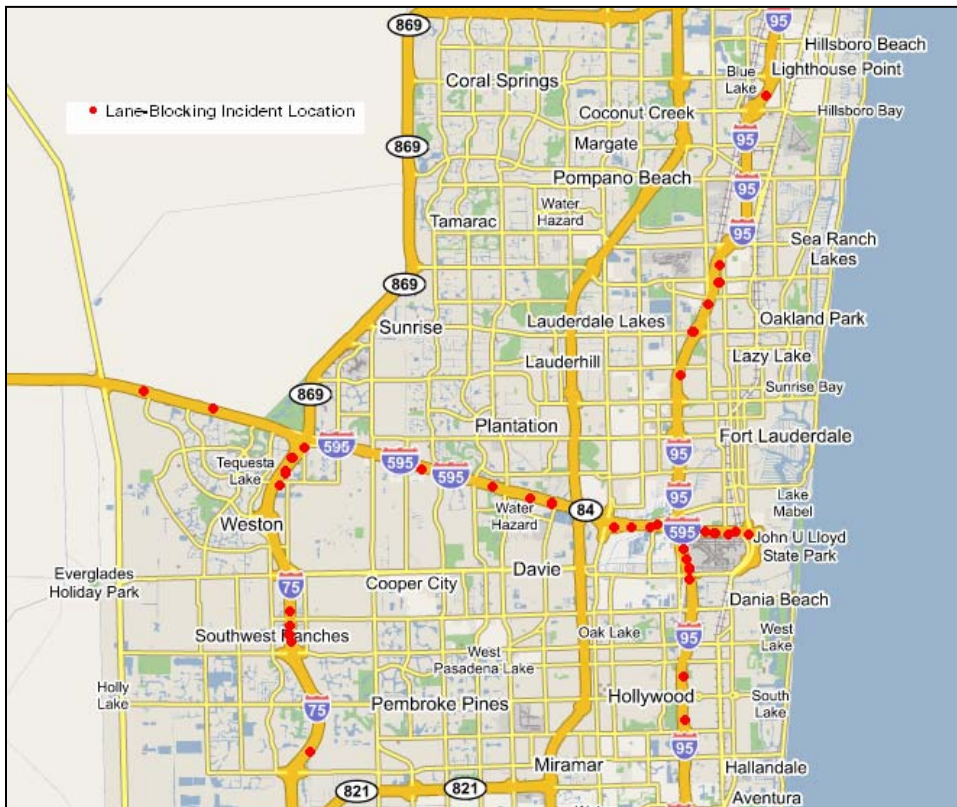 869
95
Hillsboro Beach
Blue
Lake
Lighthouse Point
Coral Springs
Lane-Blocking Incident Location
Coconut Creek
Hillsboro Bay
95
869
Margate
Pompano Beach
95
Water
Hazard
Tamarac
95
Sea Ranch
Lakes
869
Sunrise
Lauderdale Lakes
Oakland Park
Lauderhill
Lazy Lake
Sunrise Bay
869
Plantation
Fort Lauderdale
595
95
Tequesta
Lake
595
595
95
Lake
Mabel
Weston
Water
Hazard
84
595
John U Lloyd
State Park
Everglades
Holiday Park
75
Cooper City
Davie
Dania Beach
Southwest Ranches
Oak Lake
95
West
Lake
West
Pasadena Lake
Holly
Lake
75
Pembroke Pines
Hollywood
South
Lake
95
Miramar
Hallandale
821
821
Aventura